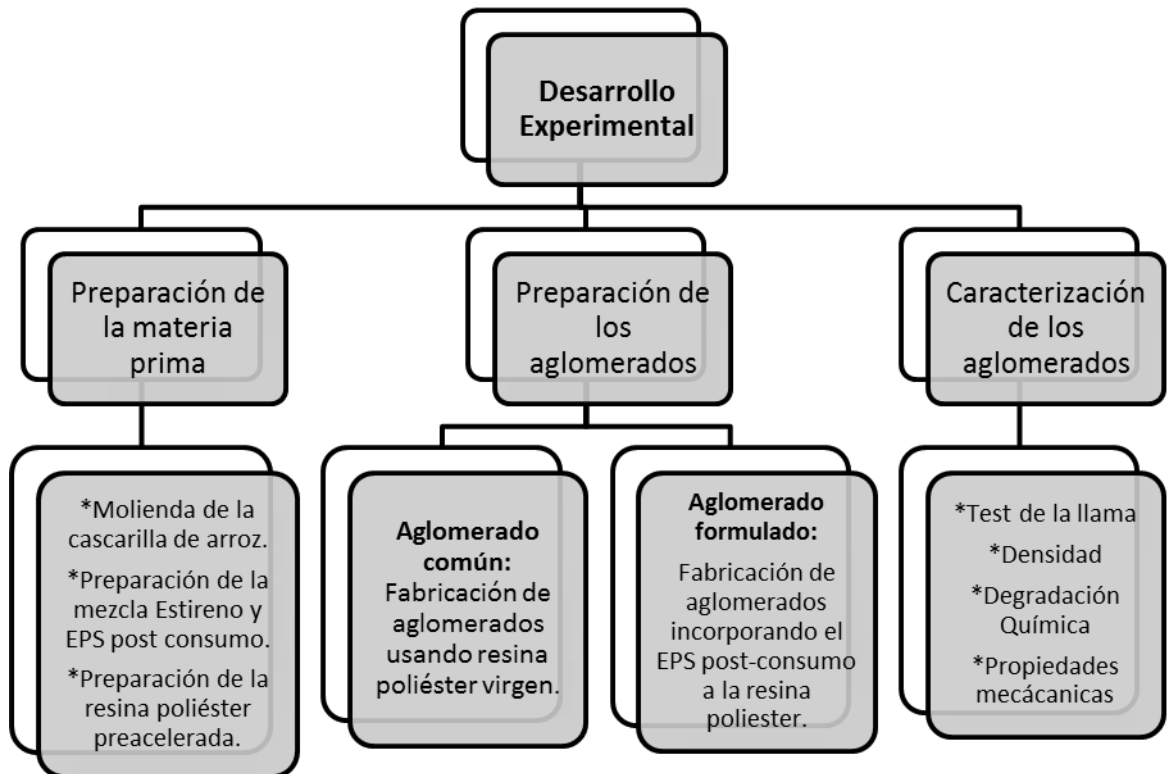 Desarrollo
Experimental
Preparación de
la materia
prima
Preparación de
los
aglomerados
Caracterización
de los
aglomerados
*Molienda de la
cascarilla de arroz.
*Preparación de la
mezcla Estireno y
EPS post consumo.
*Preparación de la
resina poliéster
preacelerada.
Aglomerado
común:
Fabricación de
aglomerados
usando resina
poliéster virgen.
Aglomerado
formulado:
Fabricación de
aglomerados
incorporando el
EPS post-consumo
a la resina
poliester.
*Test de la llama
*Densidad
*Degradación
Química
*Propiedades
mecácanicas